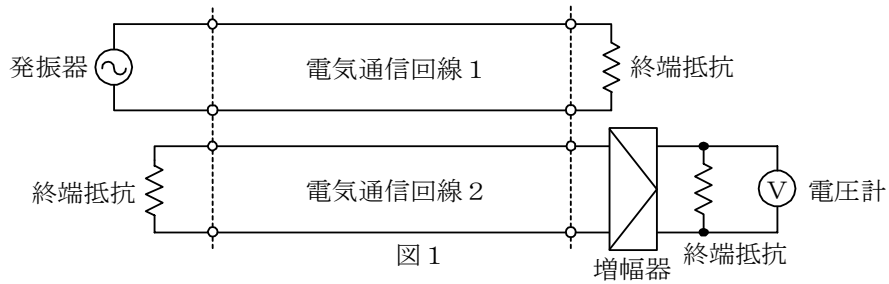 発振器
電気通信回線1
終端抵抗
終端抵抗
電気通信回線2
V
電圧計
図1
増幅器
終端抵抗